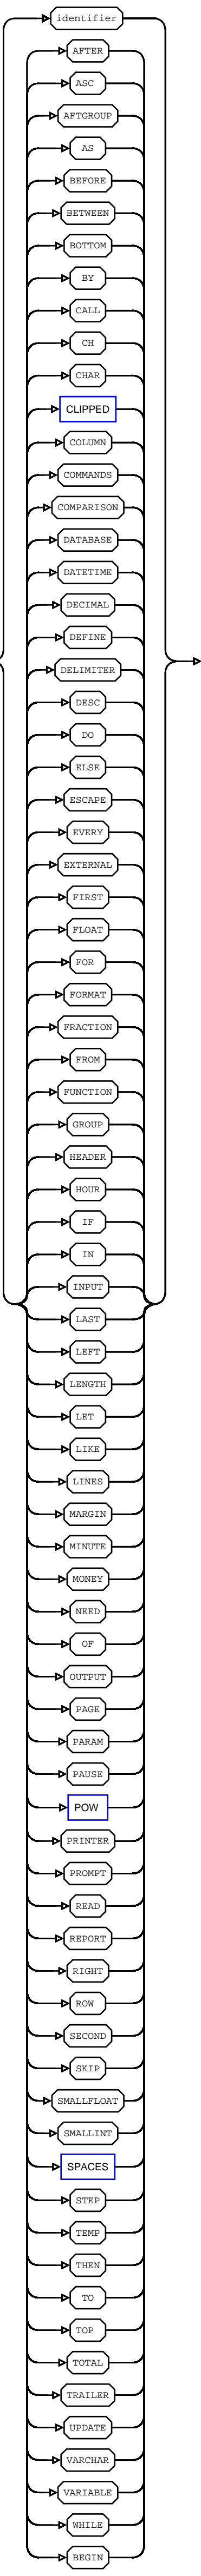 identifier
AFTER
ASC
AFTGROUP
AS
BEFORE
BETWEEN
BOTTOM
BY
CALL
CH
CHAR
CLIPPED
COLUMN
COMMANDS
COMPARISON
DATABASE
DATETIME
DECIMAL
DEFINE
DELIMITER
DESC
DO
ELSE
ESCAPE
EVERY
EXTERNAL
FIRST
FLOAT
FOR
FORMAT
FRACTION
FROM
FUNCTION
GROUP
HEADER
HOUR
IF
IN
INPUT
LAST
LEFT
LENGTH
LET
LIKE
LINES
MARGIN
MINUTE
MONEY
NEED
OF
OUTPUT
PAGE
PARAM
PAUSE
POW
PRINTER
PROMPT
READ
REPORT
RIGHT
ROW
SECOND
SKIP
SMALLFLOAT
SMALLINT
SPACES
STEP
TEMP
THEN
TO
TOP
TOTAL
TRAILER
UPDATE
VARCHAR
VARIABLE
WHILE
BEGIN